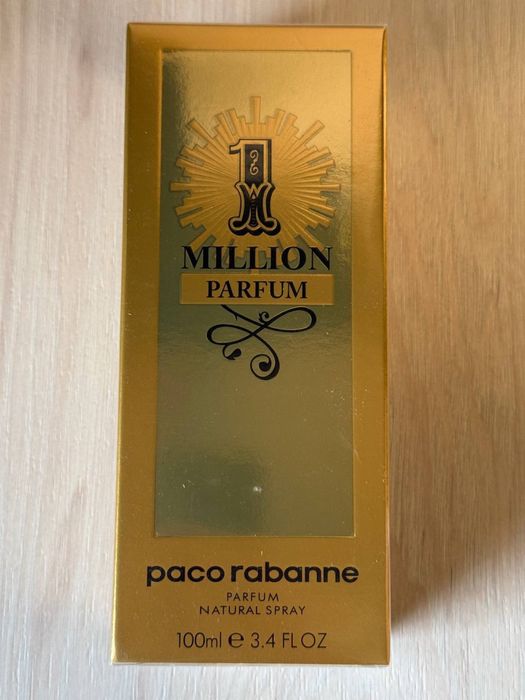 1
MILLION
PARFUM
paco rabanne
PARFUM
NATURAL SPRAY
100ml ℮ 3.4 FL OZ